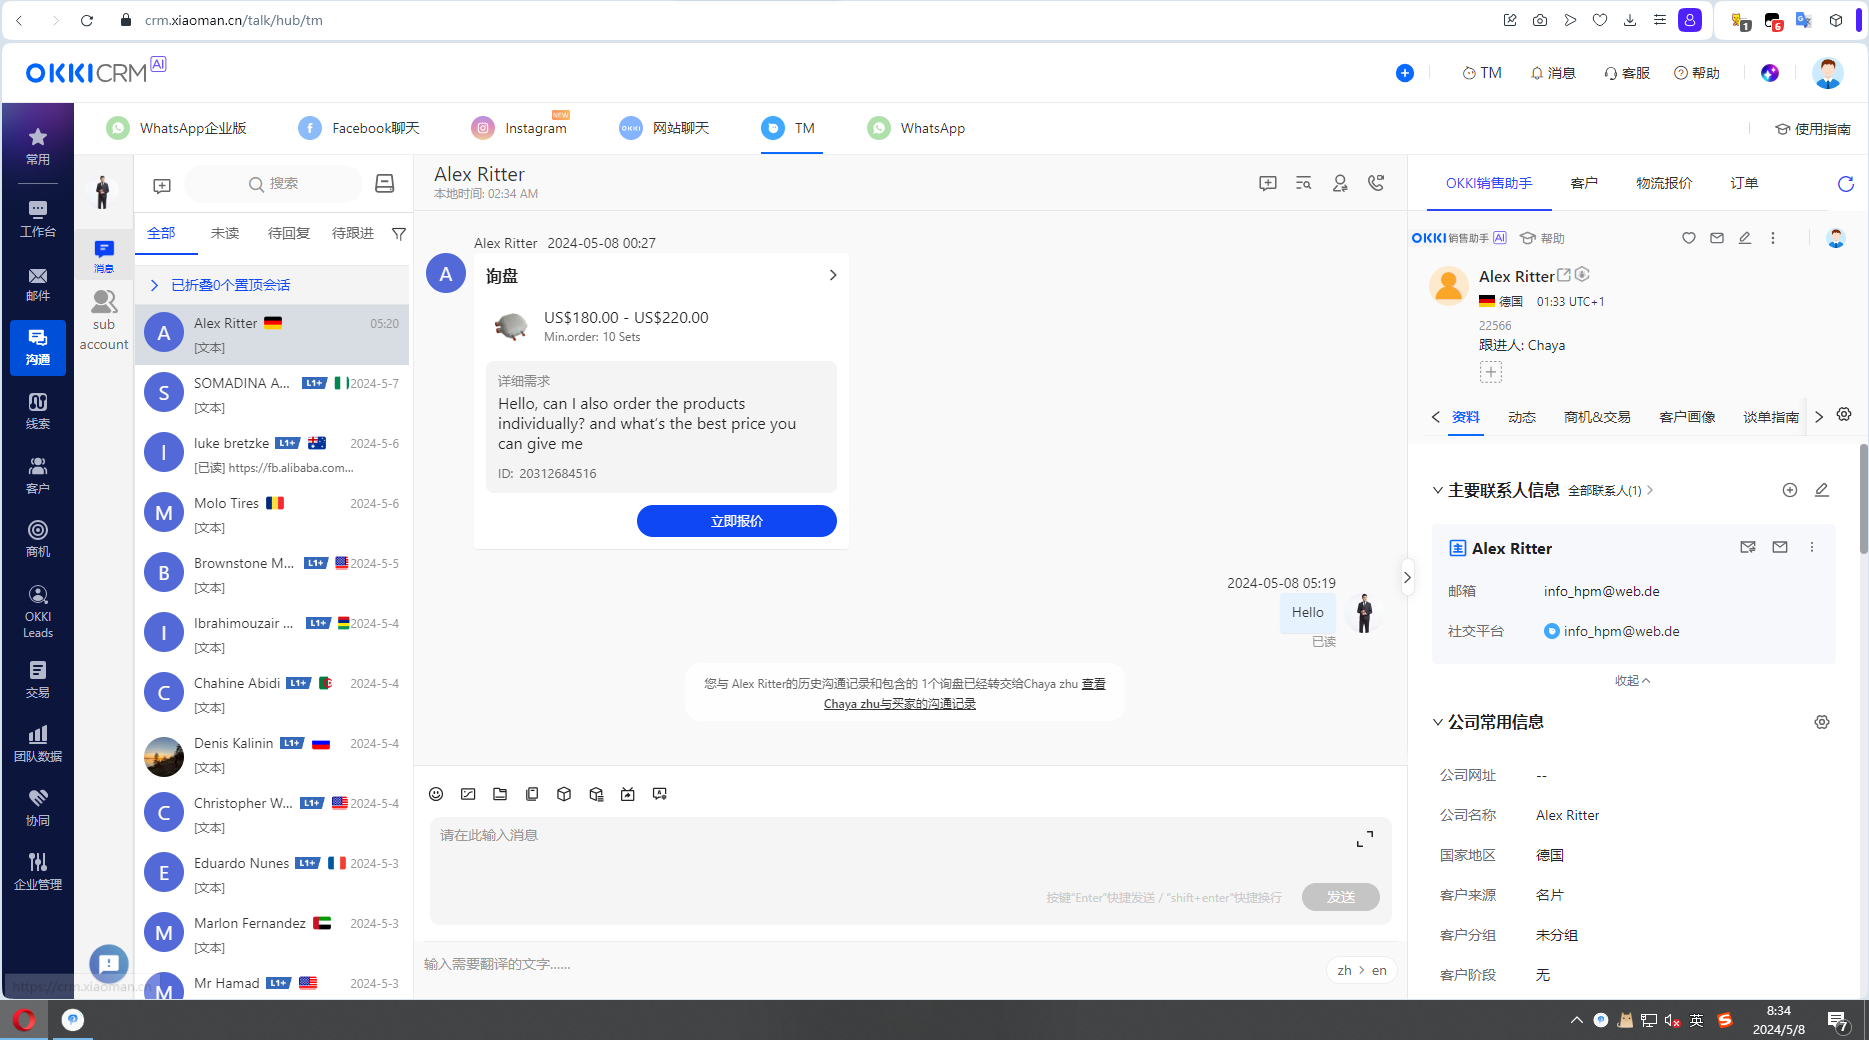 crm.xiaoman.cn/talk/hub/tm
1
6
OKKICRM AI
TM
消息
客服
帮助
常用
工作台
邮件
沟通
线索
客户
商机
OKKI
Leads
交易
团队数据
协同
企业管理
WhatsApp企业版
Facebook聊天
Instagram
NEW
OKKI
网站聊天
TM
WhatsApp
使用指南
消息
sub
account
搜索
全部
未读
待回复
待跟进
已折叠0个置顶会话
A
Alex Ritter
05:20
[文本]
S
SOMADINA A...
L1+
2024-5-7
[文本]
l
luke bretzke
L1+
2024-5-6
[已读] https://fb.alibaba.com...
M
Molo Tires
2024-5-6
[文本]
B
Brownstone M...
L1+
2024-5-5
[文本]
I
Ibrahimouzair ...
L1+
2024-5-4
[文本]
C
Chahine Abidi
L1+
2024-5-4
[文本]
Denis Kalinin
L1+
2024-5-4
[文本]
C
Christopher W...
L1+
2024-5-4
[文本]
E
Eduardo Nunes
L1+
2024-5-3
[文本]
M
Marlon Fernandez
2024-5-3
[文本]
M
Mr Hamad
L1+
2024-5-3
https://crm.xiaoman.cn
Alex Ritter
本地时间: 02:34 AM
Alex Ritter 2024-05-08 00:27
A
询盘
US$180.00 - US$220.00
Min.order: 10 Sets
详细需求
Hello, can I also order the products
individually? and what's the best price you
can give me
ID: 20312684516
立即报价
2024-05-08 05:19
Hello
已读
您与 Alex Ritter的历史沟通记录和包含的 1个询盘已经转交给Chaya zhu 查看
Chaya zhu与买家的沟通记录
请在此输入消息
按键"Enter"快捷发送 / "shift+enter"快捷换行
发送
输入需要翻译的文字......
zh > en
OKKI销售助手
客户
物流报价
订单
OKKI销售助手 AI
帮助
Alex Ritter
德国
01:33 UTC+1
22566
跟进人: Chaya
资料
动态
商机&交易
客户画像
谈单指南
主要联系人信息
全部联系人(1)
主
Alex Ritter
邮箱
info_hpm@web.de
社交平台
info_hpm@web.de
收起
公司常用信息
公司网址
--
公司名称
Alex Ritter
国家地区
德国
客户来源
名片
客户分组
未分组
客户阶段
无
英
8:34
2024/5/8
7